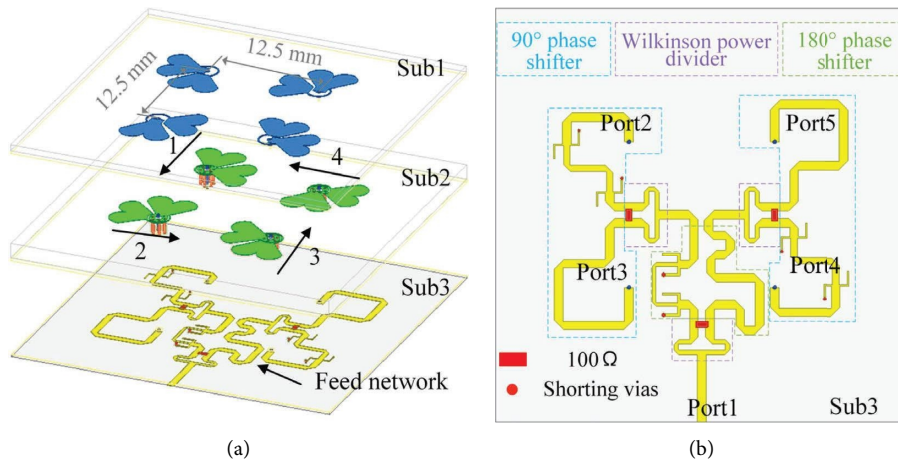 12.5 mm
12.5 mm
Sub1
1
4
Sub2
2
3
Sub3
Feed network
(a)
90° phase
shifter
Wilkinson power
divider
180° phase
shifter
Port2
Port5
Port3
Port4
100 Ω
Shorting vias
Port1
Sub3
(b)